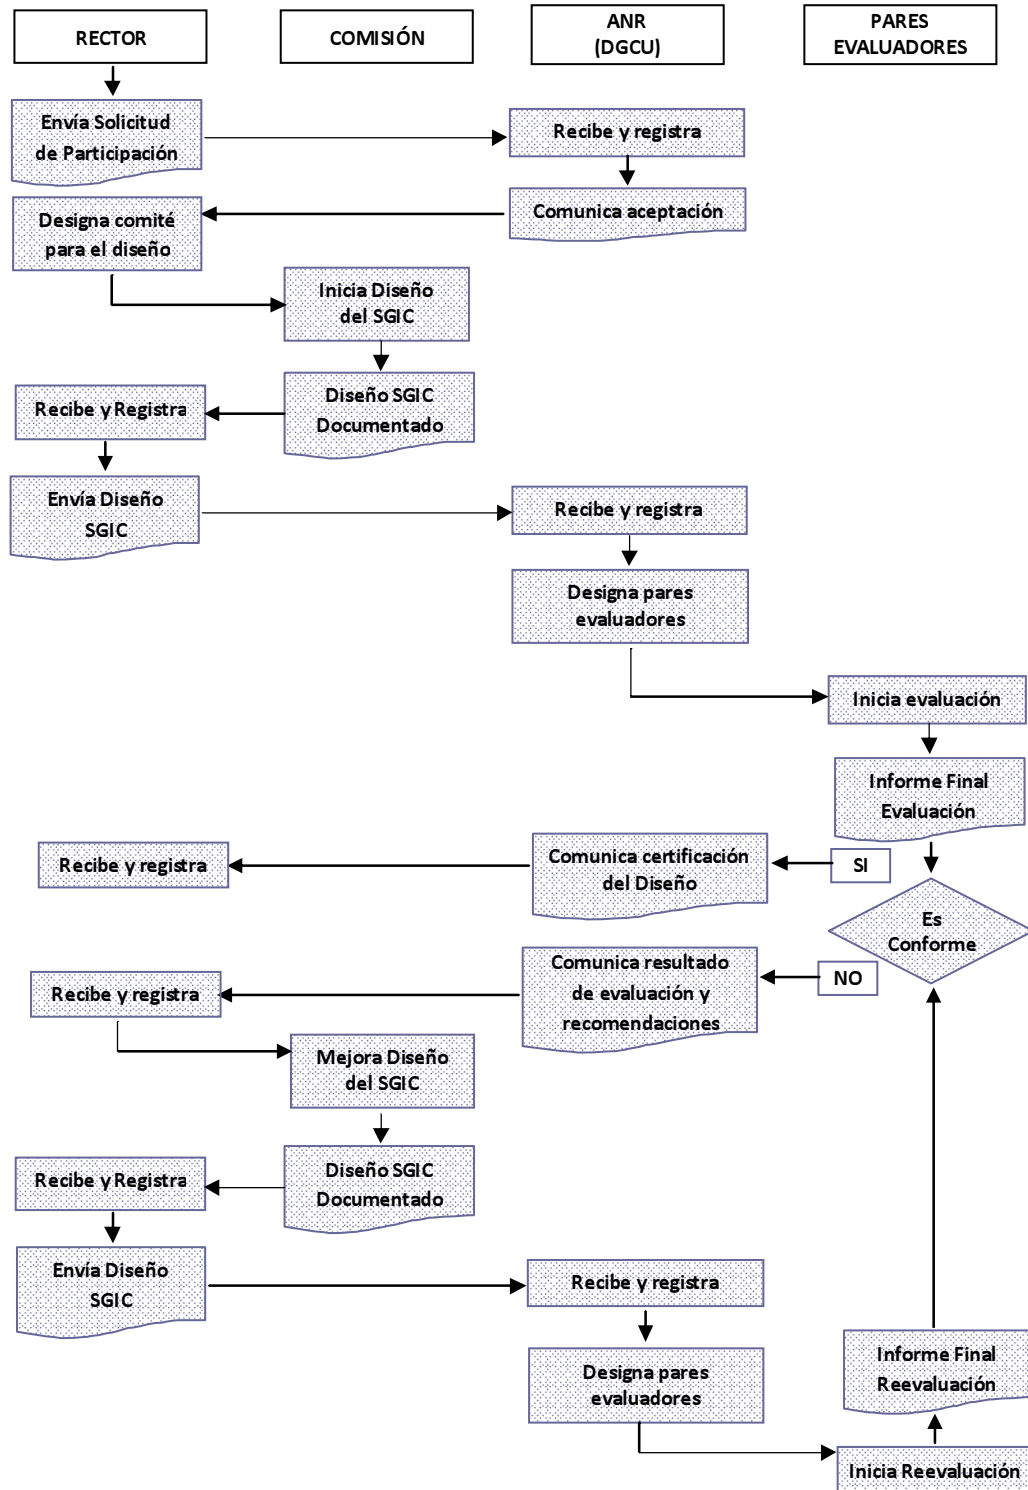 RECTOR
COMISIÓN
ANR
(DGCU)
PARES
EVALUADORES
Envía Solicitud
de Participación
Recibe y registra
Comunica aceptación
Designa comité
para el diseño
Inicia Diseño
del SGIC
Diseño SGIC
Documentado
Recibe y Registra
Envía Diseño
SGIC
Recibe y registra
Designa pares
evaluadores
Inicia evaluación
Informe Final
Evaluación
SI
Comunica certificación
del Diseño
Recibe y registra
Es
Conforme
NO
Comunica resultado
de evaluación y
recomendaciones
Recibe y registra
Mejora Diseño
del SGIC
Diseño SGIC
Documentado
Recibe y Registra
Envía Diseño
SGIC
Recibe y registra
Designa pares
evaluadores
Inicia Reevaluación
Informe Final
Reevaluación